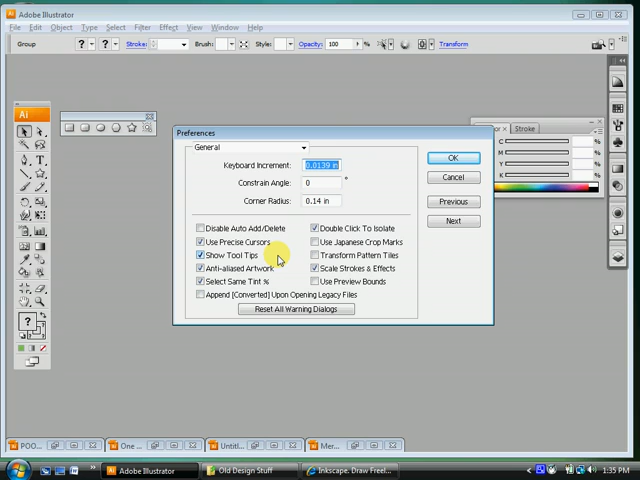 Adobe Illustrator
File Edit Object Type Select Filter Effect View Window Help
Group ? ? Stroke: Brush: Style: Opacity: 100 % Transform
Ai
Stroke
C
M
Y
K
Preferences
General
Keyboard Increment: 0.0139 in
Constrain Angle: 0 °
Corner Radius: 0.14 in
OK
Cancel
Previous
Next
Disable Auto Add/Delete
Use Precise Cursors
Show Tool Tips
Anti-aliased Artwork
Select Same Tint %
Append [Converted] Upon Opening Legacy Files
Double Click To Isolate
Use Japanese Crop Marks
Transform Pattern Tiles
Scale Strokes & Effects
Use Preview Bounds
Reset All Warning Dialogs
?
POO...
One ...
Untitl...
Mer...
Adobe Illustrator
Old Design Stuff
Inkscape. Draw Freel...
1:35 PM